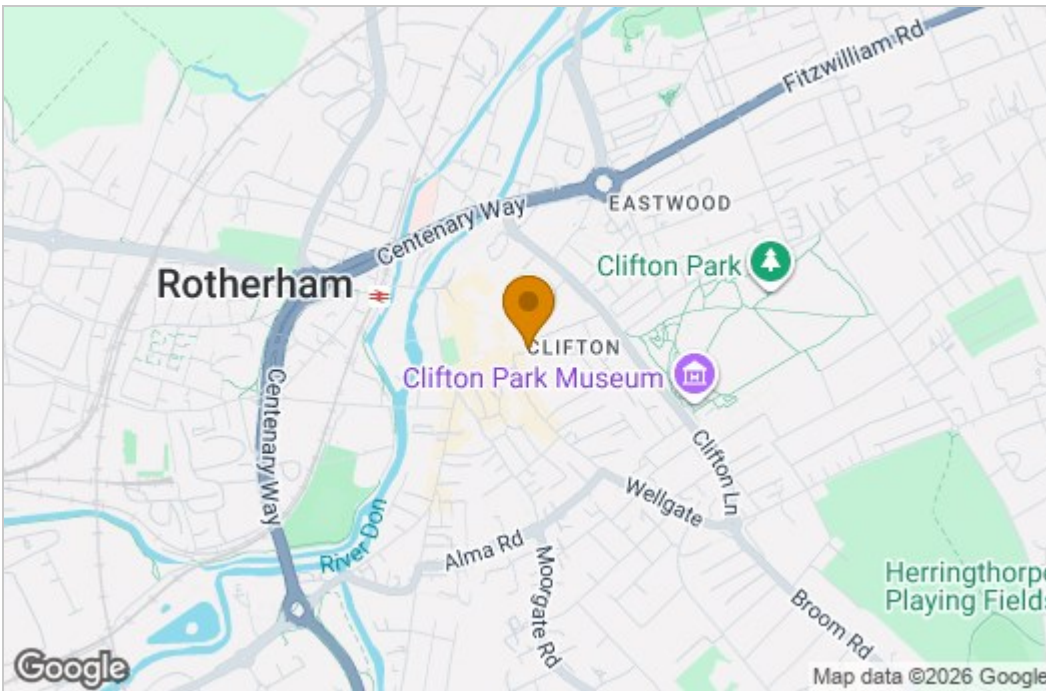 Fitzwilliam Rd
EASTWOOD
Centenary Way
Clifton Park
Rotherham
CLIFTON
Clifton Park Museum
Centenary Way
Clifton Ln
Wellgate
River Don
Alma Rd
Moorgate Rd
Herringthorpe
Playing Fields
Broom Rd
Google
Map data ©2026 Google